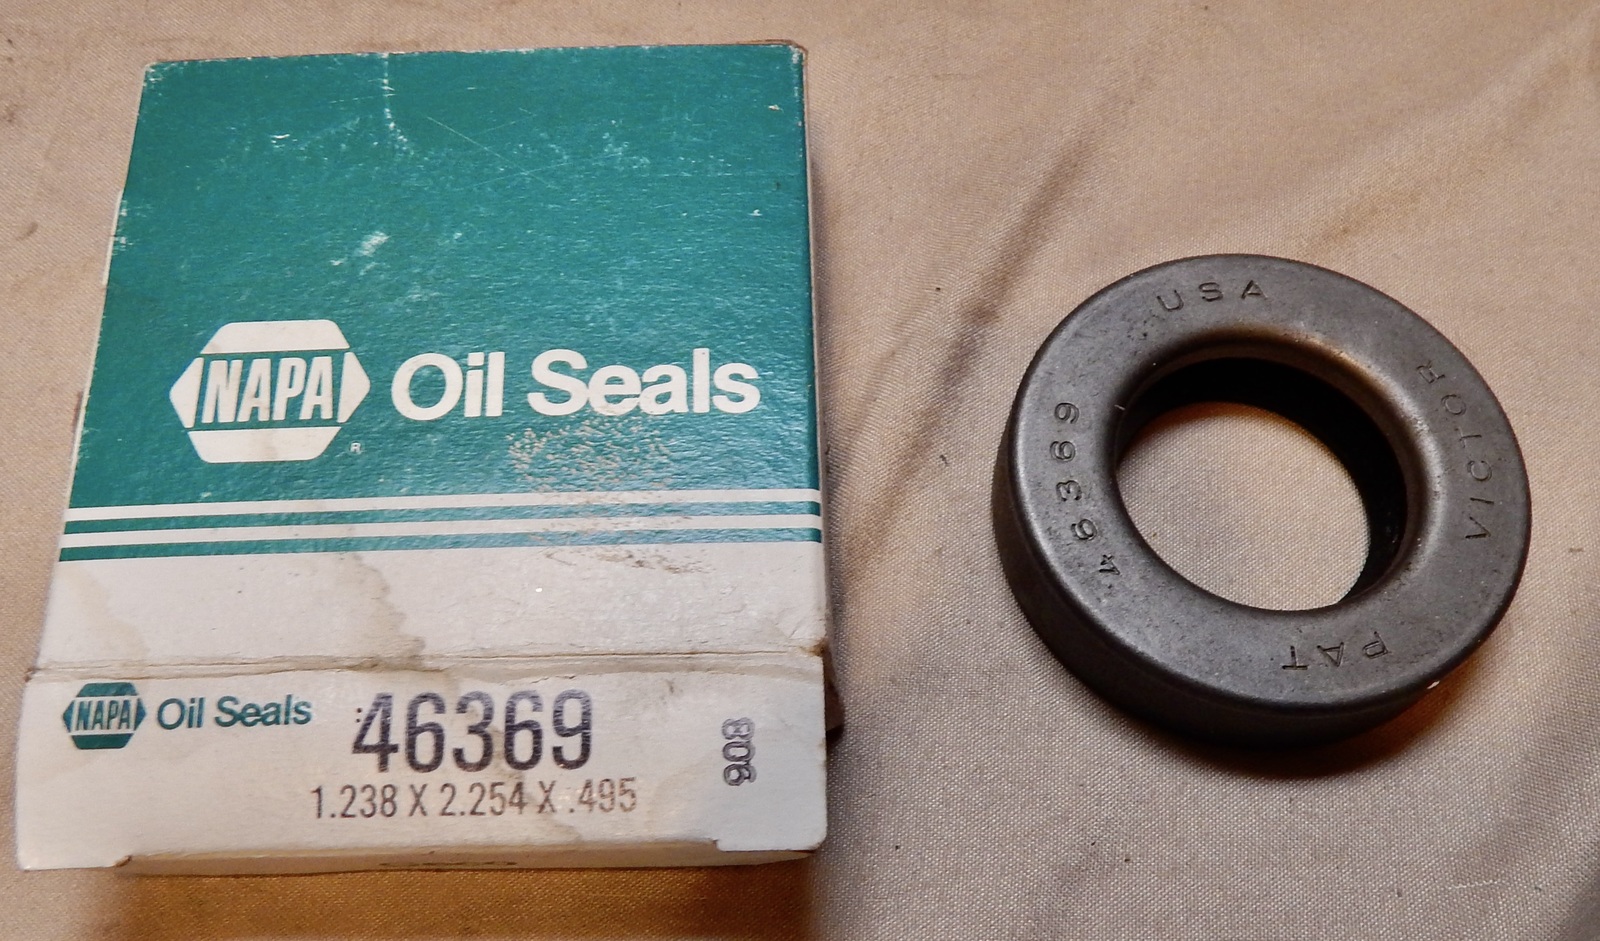 NAPA Oil Seals
R
NAPA Oil Seals 46369
1.238 X 2.254 X .495
908
USA
VICTOR
PAT
46369